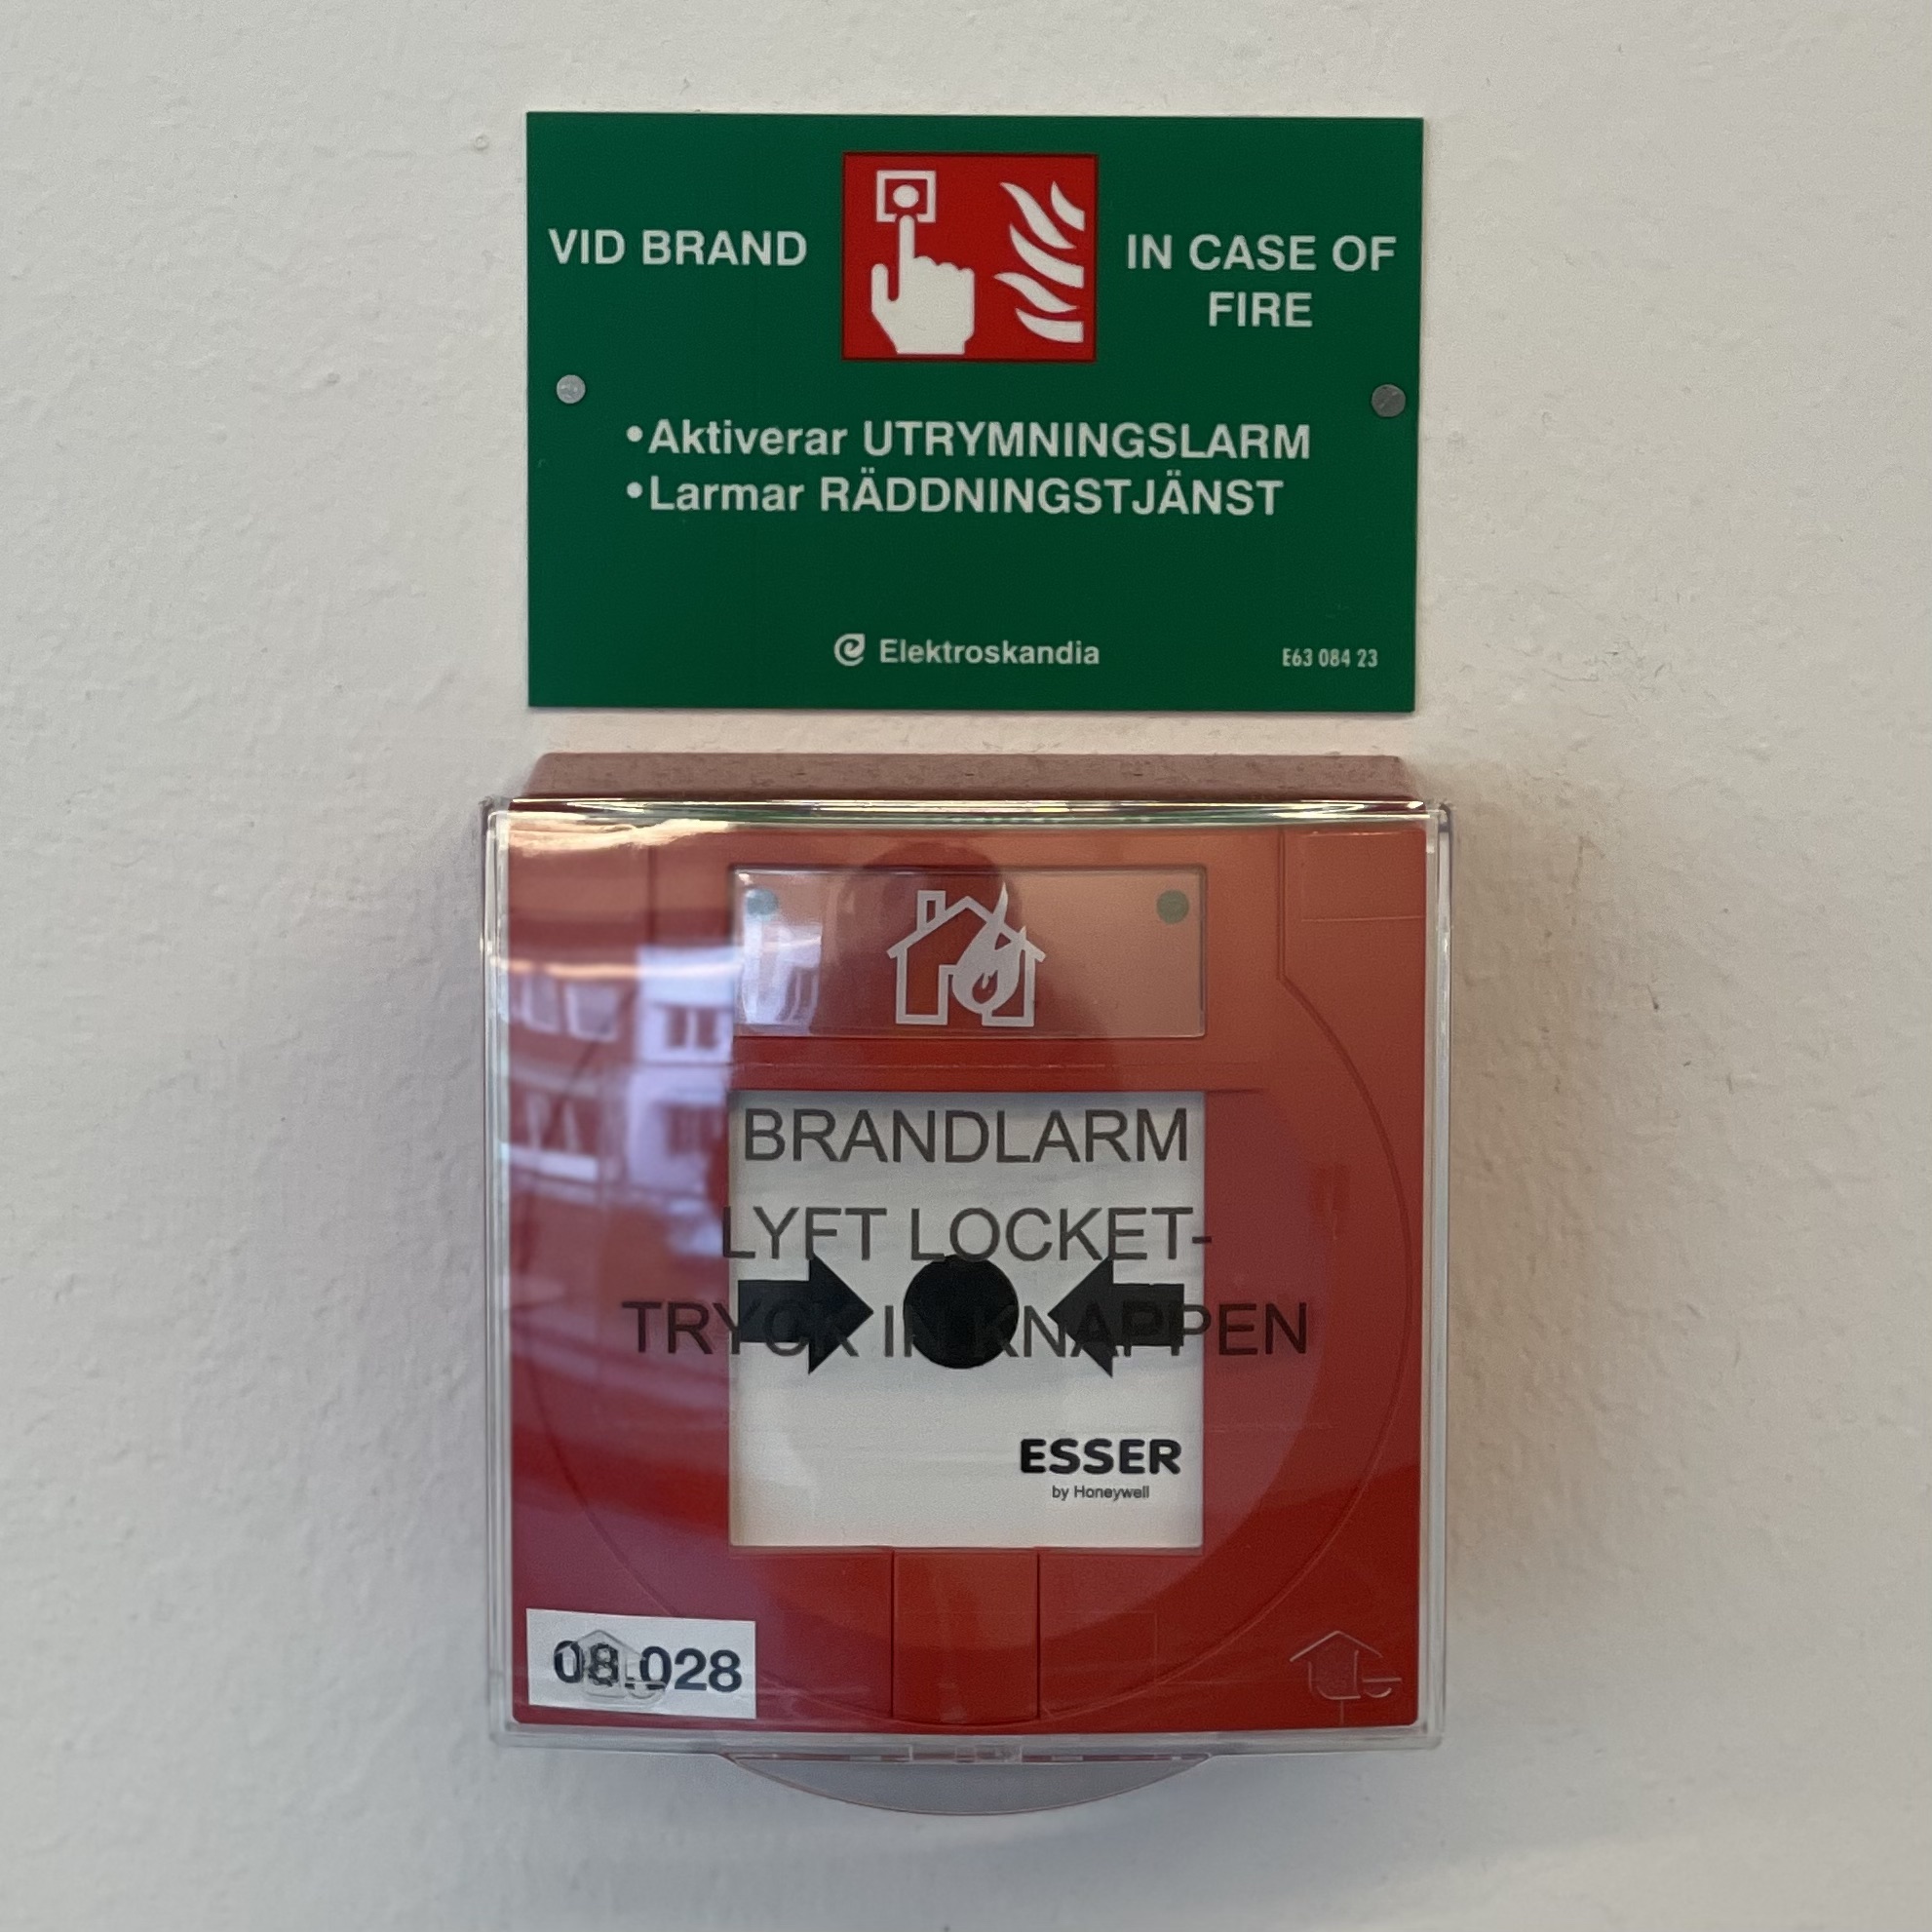 VID BRAND
IN CASE OF
FIRE
•Aktiverar UTRYMNINGSLARM
•Larmar RÄDDNINGSTJÄNST
Elektroskandia
E63 084 23
BRANDLARM
LYFT LOCKET-
TRYCK IN KNAPPEN
ESSER
by Honeywell
08.028